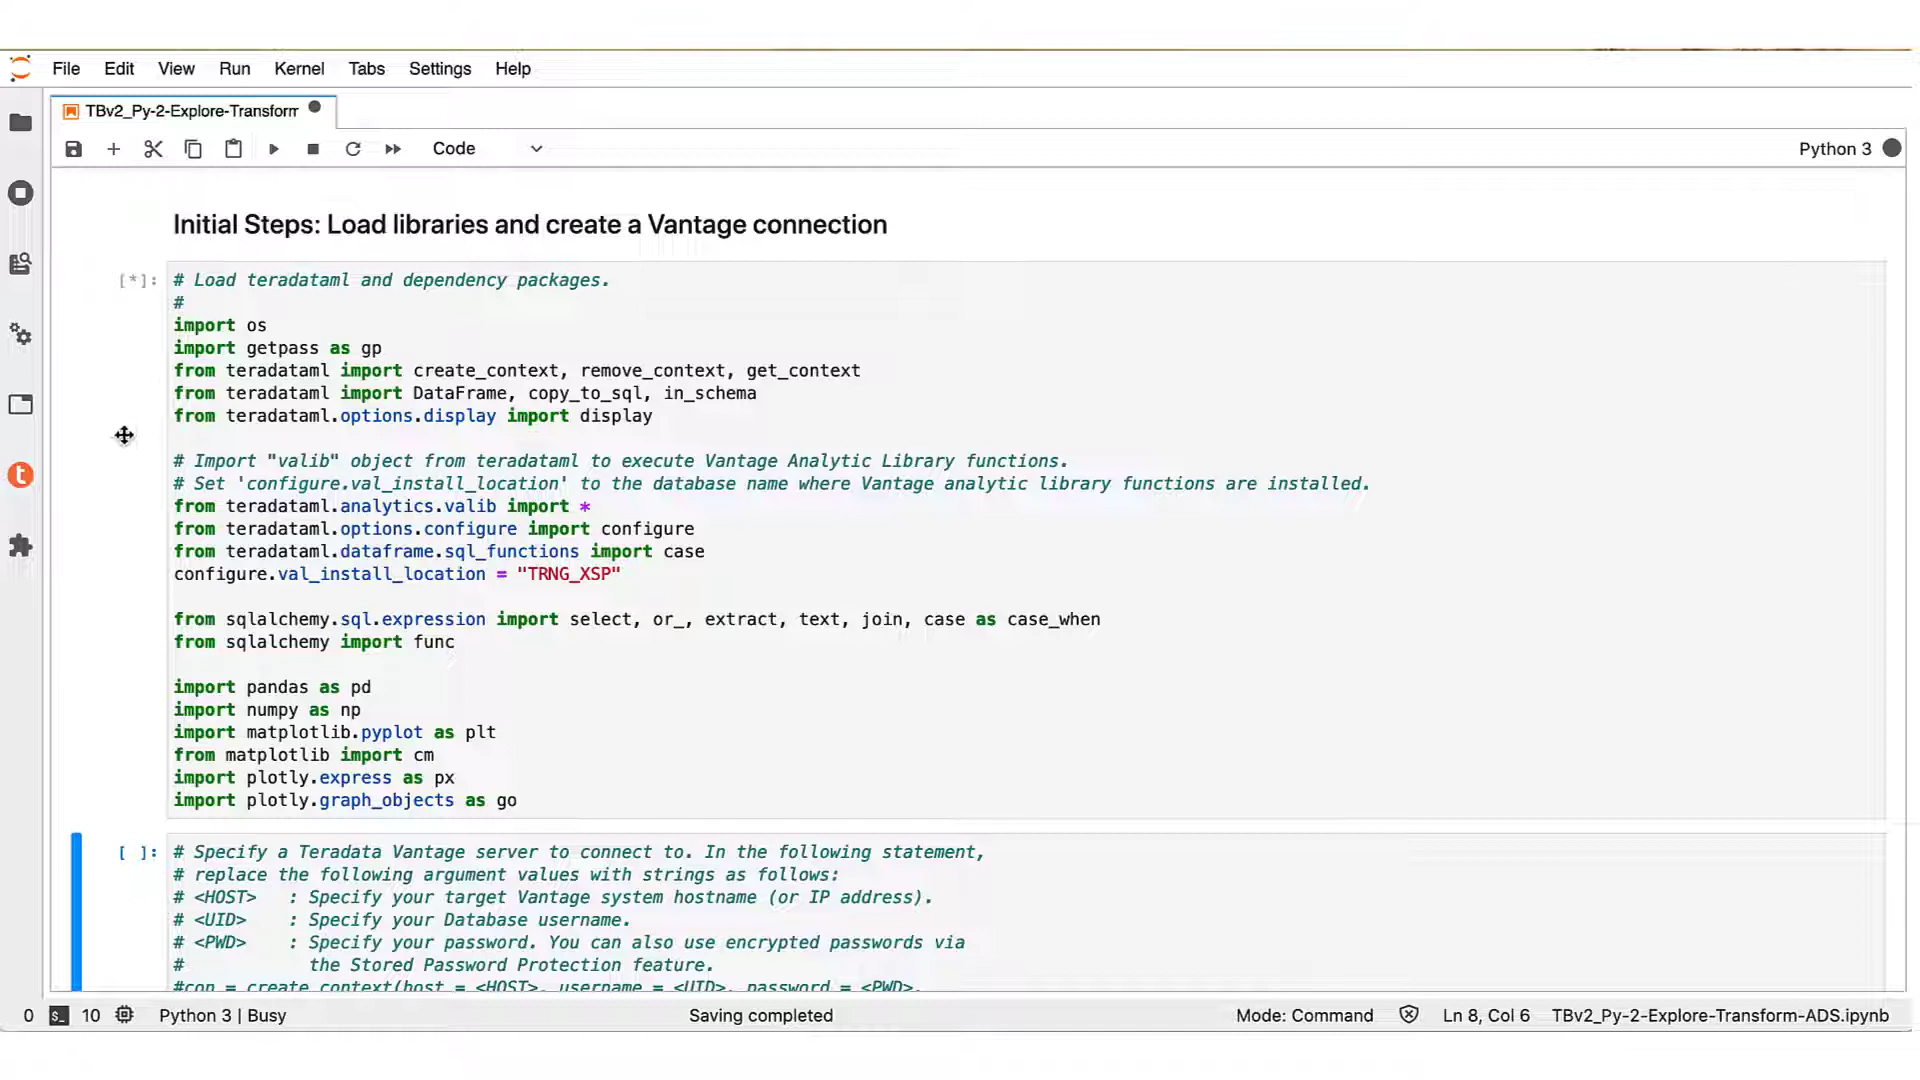 File Edit View Run Kernel Tabs Settings Help
TBv2_Py-2-Explore-Transform
Code
Python 3
Initial Steps: Load libraries and create a Vantage connection
[*]:
# Load teradataml and dependency packages.
#
import os
import getpass as gp
from teradataml import create_context, remove_context, get_context
from teradataml import DataFrame, copy_to_sql, in_schema
from teradataml.options.display import display
# Import "valib" object from teradataml to execute Vantage Analytic Library functions.
# Set 'configure.val_install_location' to the database name where Vantage analytic library functions are installed.
from teradataml.analytics.valib import *
from teradataml.options.configure import configure
from teradataml.dataframe.sql_functions import case
configure.val_install_location = "TRNG_XSP"
from sqlalchemy.sql.expression import select, or_, extract, text, join, case as case_when
from sqlalchemy import func
import pandas as pd
import numpy as np
import matplotlib.pyplot as plt
from matplotlib import cm
import plotly.express as px
import plotly.graph_objects as go
[ ]:
# Specify a Teradata Vantage server to connect to. In the following statement,
# replace the following argument values with strings as follows:
# <HOST>   : Specify your target Vantage system hostname (or IP address).
# <UID>    : Specify your Database username.
# <PWD>    : Specify your password. You can also use encrypted passwords via
#            the Stored Password Protection feature.
#con = create_context(host = <HOST>, username = <UID>, password = <PWD>,
0 $_ 10 Python 3 | Busy Saving completed Mode: Command Ln 8, Col 6 TBv2_Py-2-Explore-Transform-ADS.ipynb